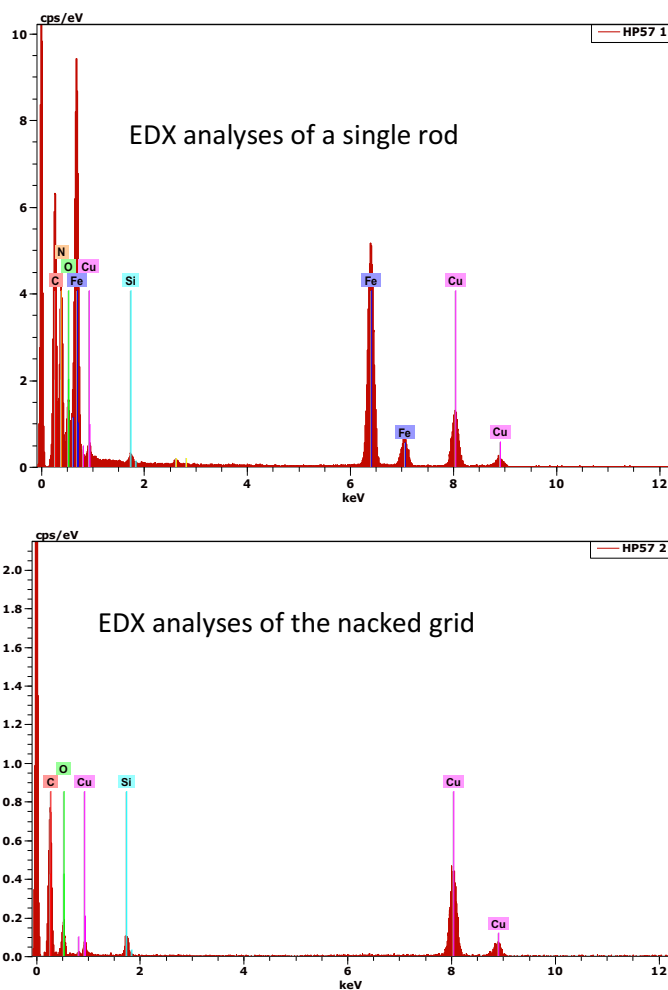 cps/eV
HP57 1
10
EDX analyses of a single rod
8
6
N
O Cu
C Fe Si Fe Cu
4
2
Fe
Cu
0
0 2 4 6 8 10 12
keV
cps/eV
HP57 2
2.0
1.8
EDX analyses of the nacked grid
1.6
1.4
1.2
1.0
O
C Cu Si Cu
0.8
0.6
0.4
0.2
Cu
0.0
0 2 4 6 8 10 12
keV